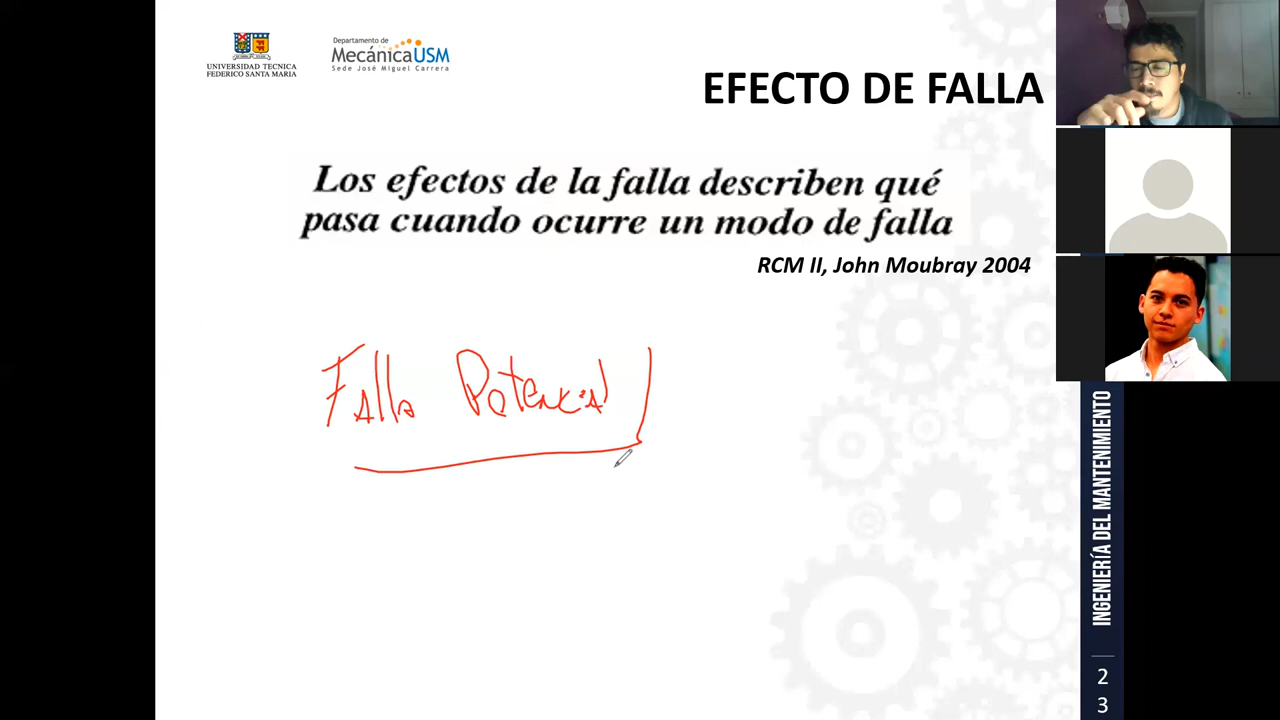 UNIVERSIDAD TECNICA
FEDERICO SANTA MARIA
Departamento de
MecánicaUSM
Sede José Miguel Carrera
EFECTO DE FALLA
Los efectos de la falla describen qué
pasa cuando ocurre un modo de falla
RCM II, John Moubray 2004
Falla Potencial
INGENIERÍA DEL MANTENIMIENTO
2
3